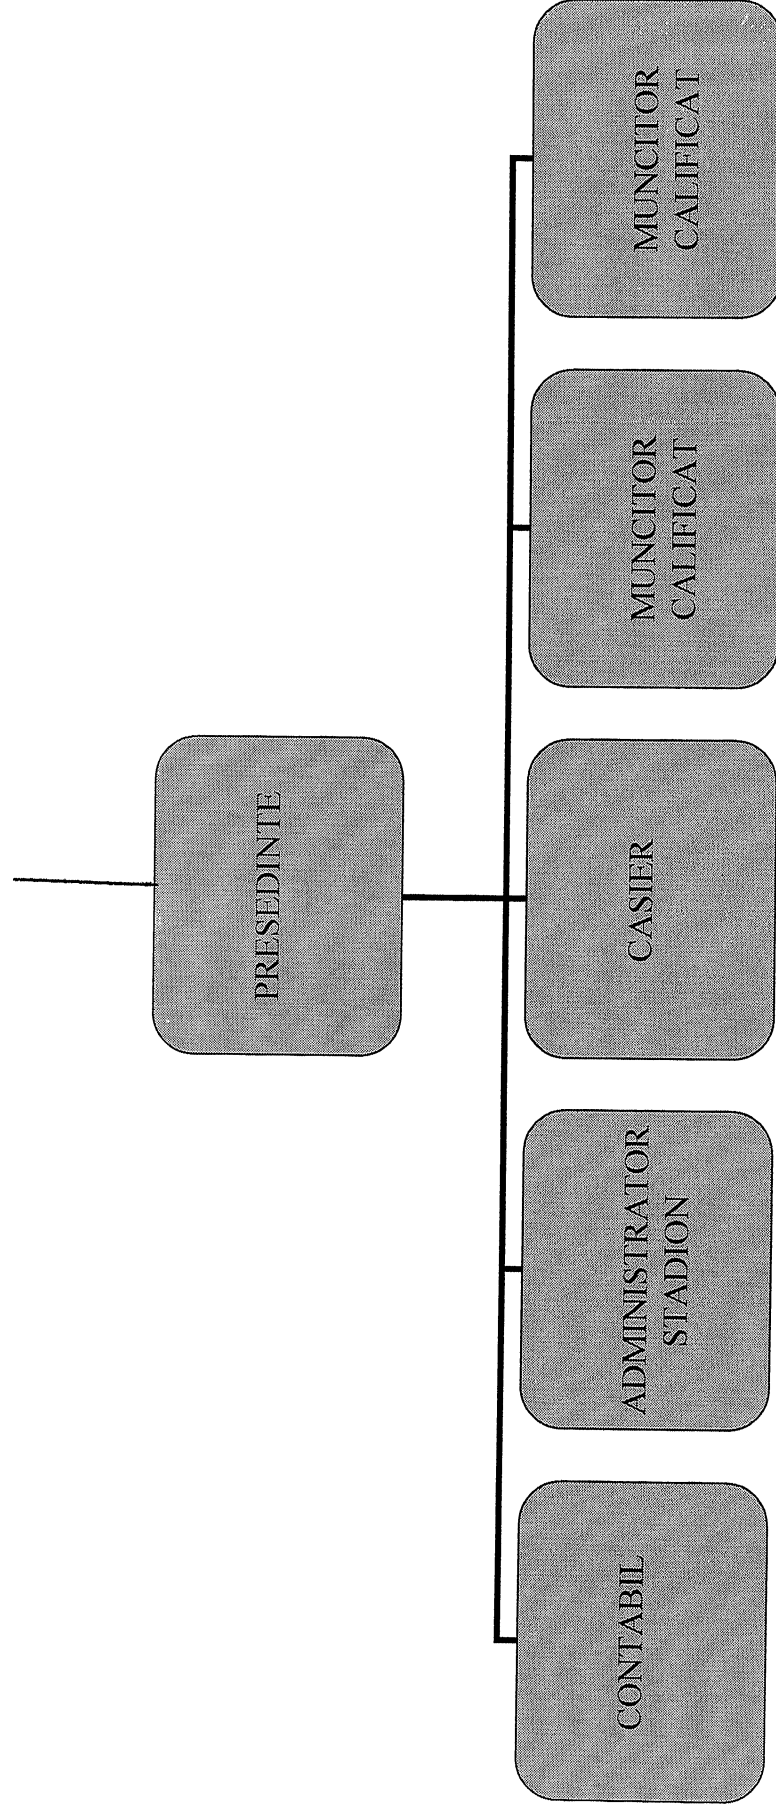 PRESEDINTE
CONTABIL
ADMINISTRATOR
STADION
CASIER
MUNCITOR
CALIFICAT
MUNCITOR
CALIFICAT